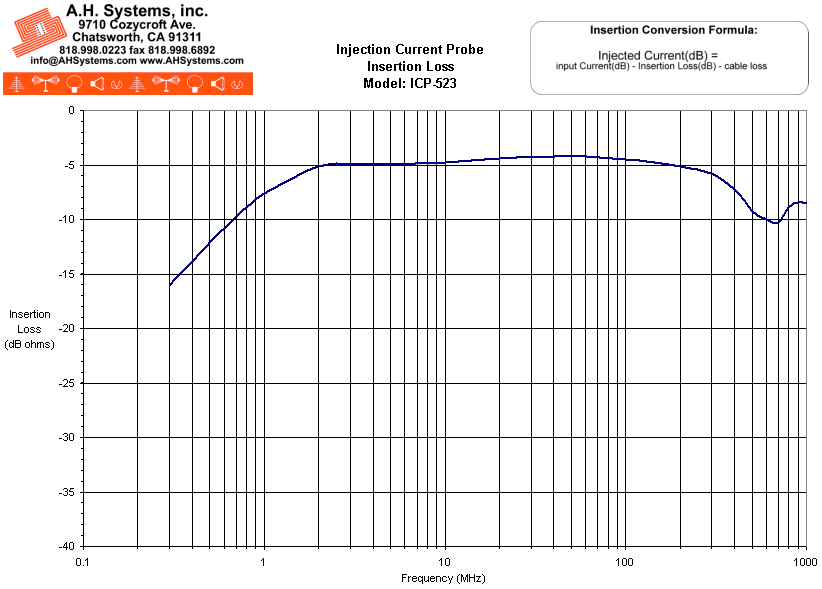 A.H. Systems, inc.
9710 Cozycroft Ave.
Chatsworth, CA 91311
818.998.0223 fax 818.998.6892
info@AHSystems.com www.AHSystems.com
Injection Current Probe
Insertion Loss
Model: ICP-523
Insertion Conversion Formula:
Injected Current(dB) =
input Current(dB) - Insertion Loss(dB) - cable loss
0
-5
-10
-15
-20
-25
-30
-35
-40
Insertion
Loss
(dB ohms)
0.1 1 10 100 1000
Frequency (MHz)